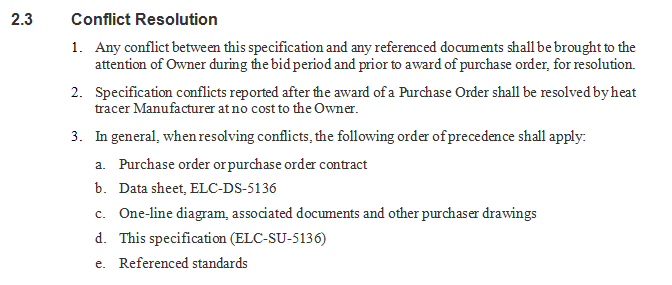 2.3 Conflict Resolution
1. Any conflict between this specification and any referenced documents shall be brought to the
attention of Owner during the bid period and prior to award of purchase order, for resolution.
2. Specification conflicts reported after the award of a Purchase Order shall be resolved by heat
tracer Manufacturer at no cost to the Owner.
3. In general, when resolving conflicts, the following order of precedence shall apply:
a. Purchase order or purchase order contract
b. Data sheet, ELC-DS-5136
c. One-line diagram, associated documents and other purchaser drawings
d. This specification (ELC-SU-5136)
e. Referenced standards